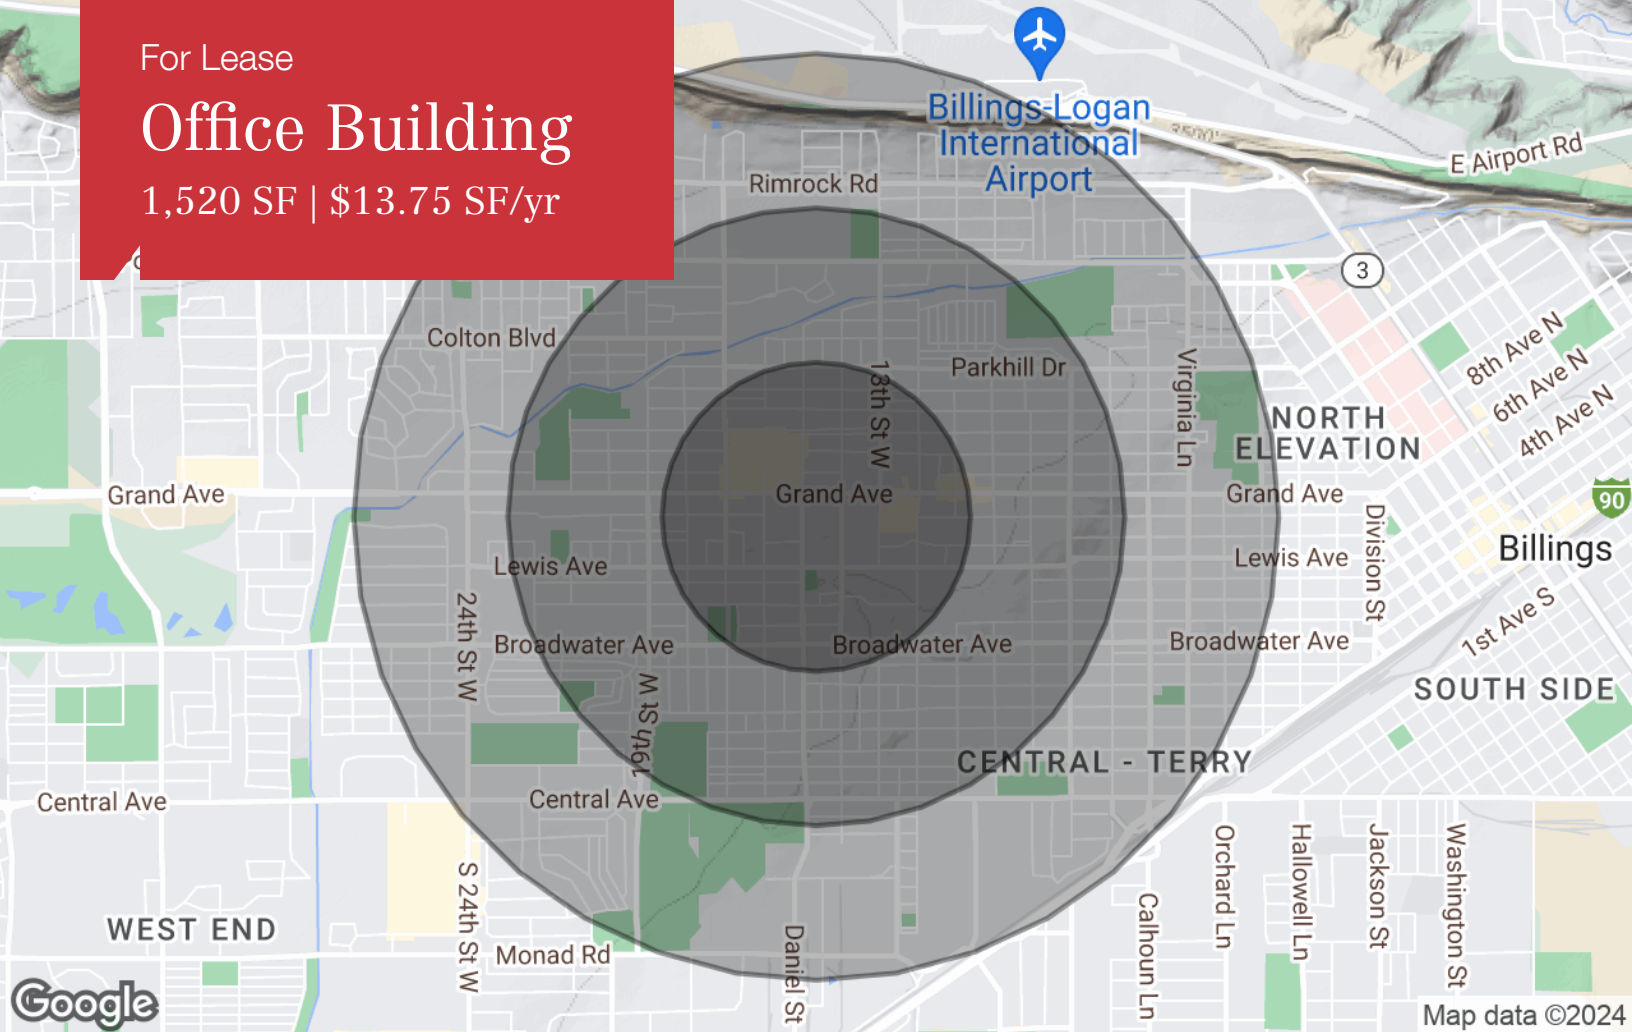 For Lease
Office Building
1,520 SF | $13.75 SF/yr
Billings-Logan
International
Airport
E Airport Rd
Rimrock Rd
3
Colton Blvd
Parkhill Dr
13th St W
Virginia Ln
8th Ave N
6th Ave N
4th Ave N
NORTH
ELEVATION
Grand Ave
Grand Ave
Grand Ave
90
Division St
Billings
Lewis Ave
Lewis Ave
24th St W
1st Ave S
Broadwater Ave
Broadwater Ave
Broadwater Ave
19th St W
SOUTH SIDE
CENTRAL - TERRY
Central Ave
Central Ave
Orchard Ln
Hallowell Ln
Jackson St
Washington St
S 24th St W
Calhoun Ln
WEST END
Monad Rd
Daniel St
Google
Map data ©2024